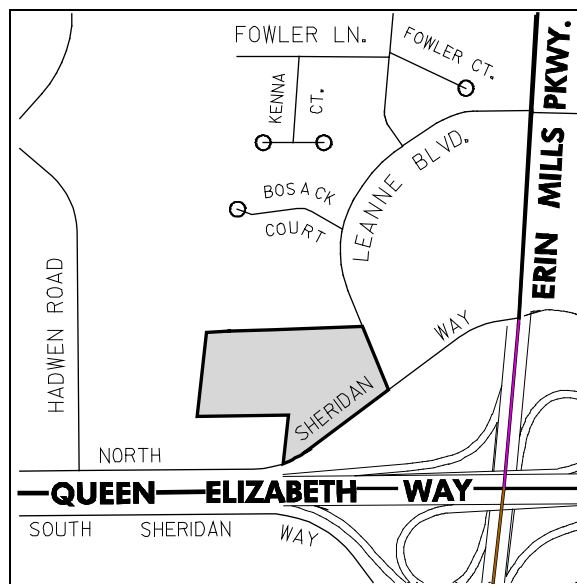 FOWLER LN.
FOWLER CT.
KENNA CT.
ERIN MILLS PKWY.
BOSACK
COURT
LEANNE BLVD.
HADWEN ROAD
NORTH SHERIDAN WAY
QUEEN ELIZABETH WAY
SOUTH SHERIDAN WAY